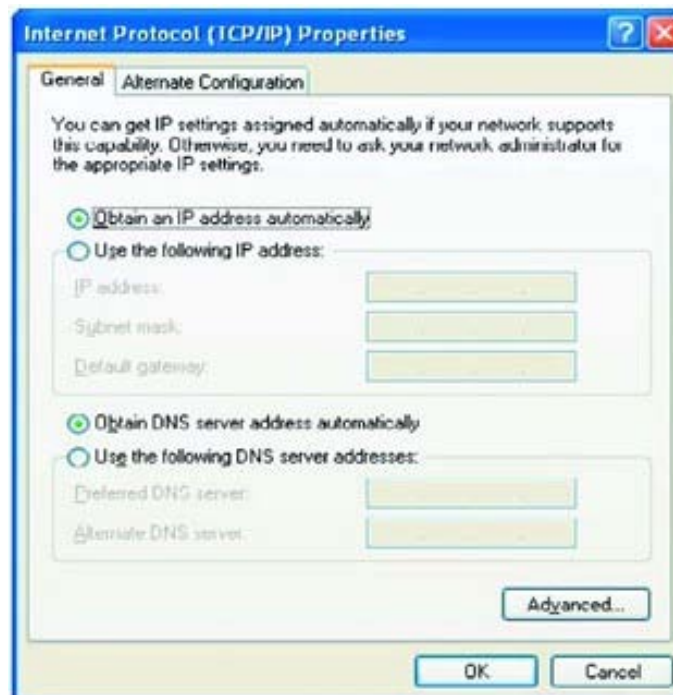 Internet Protocol (TCP/IP) Properties
General
Alternate Configuration
You can get IP settings assigned automatically if your network supports
this capability. Otherwise, you need to ask your network administrator for
the appropriate IP settings.
Obtain an IP address automatically
Use the following IP address:
IP address:
Subnet mask:
Default gateway:
Obtain DNS server address automatically
Use the following DNS server addresses:
Preferred DNS server:
Alternate DNS server:
Advanced...
OK
Cancel